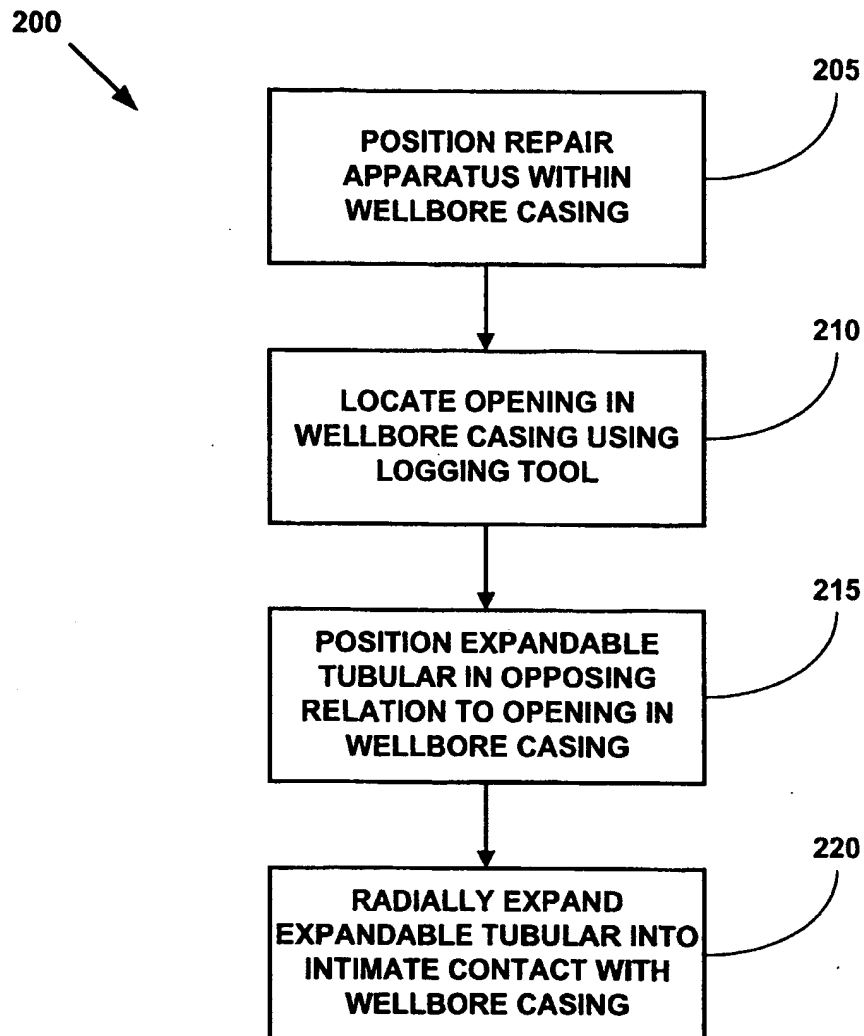 200
205
POSITION REPAIR
APPARATUS WITHIN
WELLBORE CASING
210
LOCATE OPENING IN
WELLBORE CASING USING
LOGGING TOOL
215
POSITION EXPANDABLE
TUBULAR IN OPPOSING
RELATION TO OPENING IN
WELLBORE CASING
220
RADIALLY EXPAND
EXPANDABLE TUBULAR INTO
INTIMATE CONTACT WITH
WELLBORE CASING